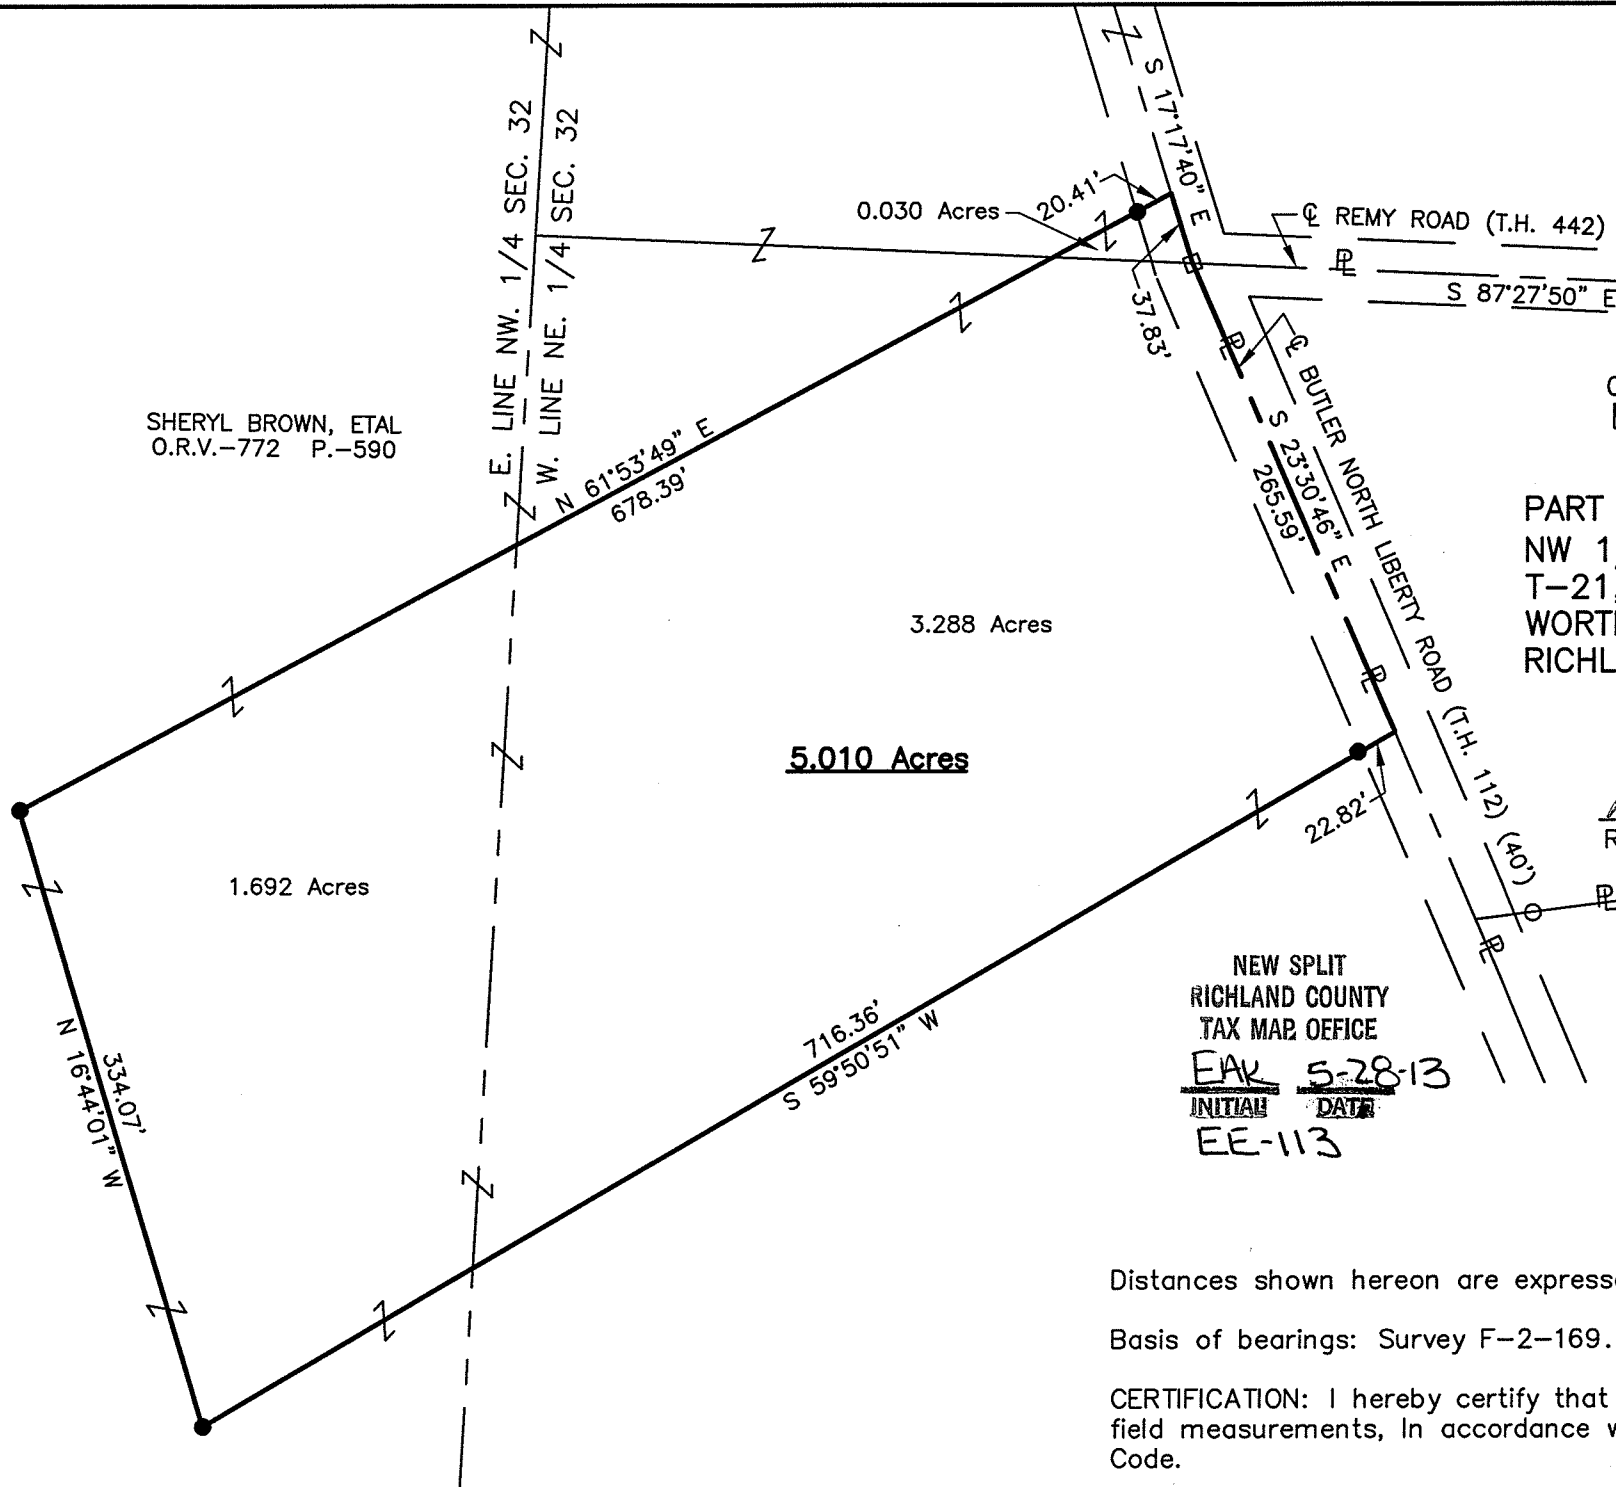 S 17°17'40" E
E. LINE NW. 1/4 SEC. 32
W. LINE NE. 1/4 SEC. 32
0.030 Acres
20.41'
℄ REMY ROAD (T.H. 442)
S 87°27'50" E
37.83'
℄ BUTLER NORTH LIBERTY ROAD (T.H. 112) (40')
S 23°30'46" E
265.59'
SHERYL BROWN, ETAL
O.R.V.-772 P.-590
N 61°53'49" E
678.39'
PART
NW 1
T-21,
RICHL
3.288 Acres
5.010 Acres
22.82'
1.692 Acres
NEW SPLIT
RICHLAND COUNTY
TAX MAP OFFICE
EAK 5-28-13
INITIAL DATE
EE-113
716.36'
S 59°50'51" W
334.07'
N 16°44'01" W
Distances shown hereon are express
Basis of bearings: Survey F-2-169.
CERTIFICATION: I hereby certify that
field measurements, In accordance w
Code.